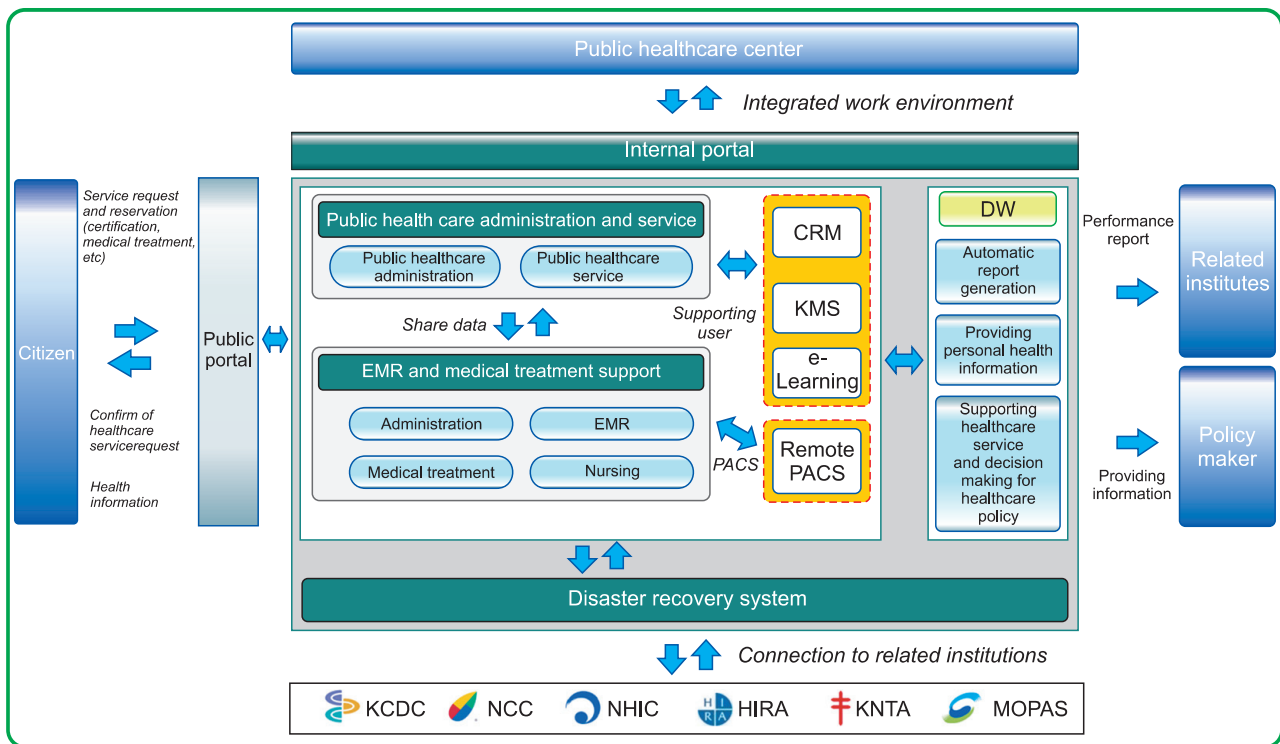 Public healthcare center
Integrated work environment
Internal portal
Citizen
Service request
and reservation
(certification,
medical treatment,
etc)
Confirm of
healthcare
servicerequest
Health
information
Public
portal
Public health care administration and service
Public healthcare
administration
Public healthcare
service
Share data
Supporting
user
EMR and medical treatment support
Administration
EMR
Medical treatment
Nursing
PACS
CRM
KMS
e-
Learning
Remote
PACS
DW
Automatic
report
generation
Providing
personal health
information
Supporting
healthcare
service
and decision
making for
healthcare
policy
Performance
report
Related
institutes
Policy
maker
Providing
information
Disaster recovery system
Connection to related institutions
KCDC
NCC
NHIC
HIRA
HIRA
KNTA
MOPAS